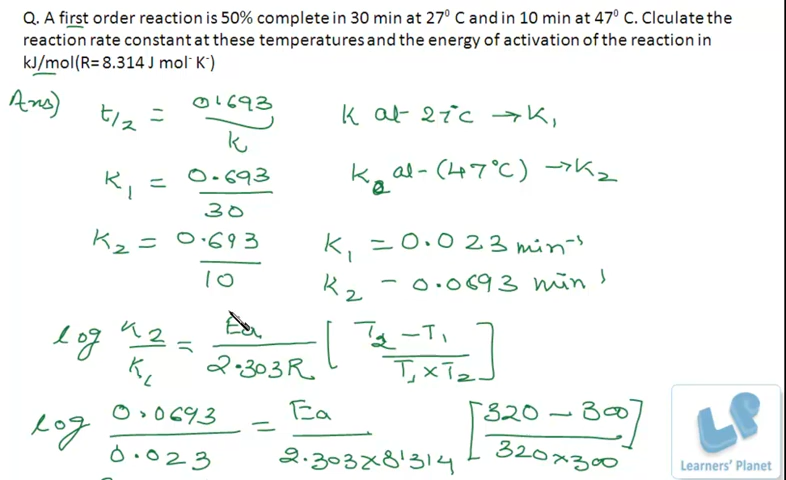 Q. A first order reaction is 50% complete in 30 min at 27⁰ C and in 10 min at 47⁰ C. Clculate the
reaction rate constant at these temperatures and the energy of activation of the reaction in
kJ/mol(R= 8.314 J mol⁻ K⁻)
Ans) t/2 = 0.693/K K at 27°C → K₁
K₁ = 0.693/30 K₂ at - (47°C) → K₂
K₂ = 0.693/10 K₁ = 0.023 min⁻¹
K₂ - 0.0693 min⁻¹
log K₂/K₁ = Ea/2.303R [T₂ - T₁/T₁ × T₂]
log 0.0693/0.023 = Ea/2.303×8.314 [320 - 300/320×300]
LP
Learners' Planet